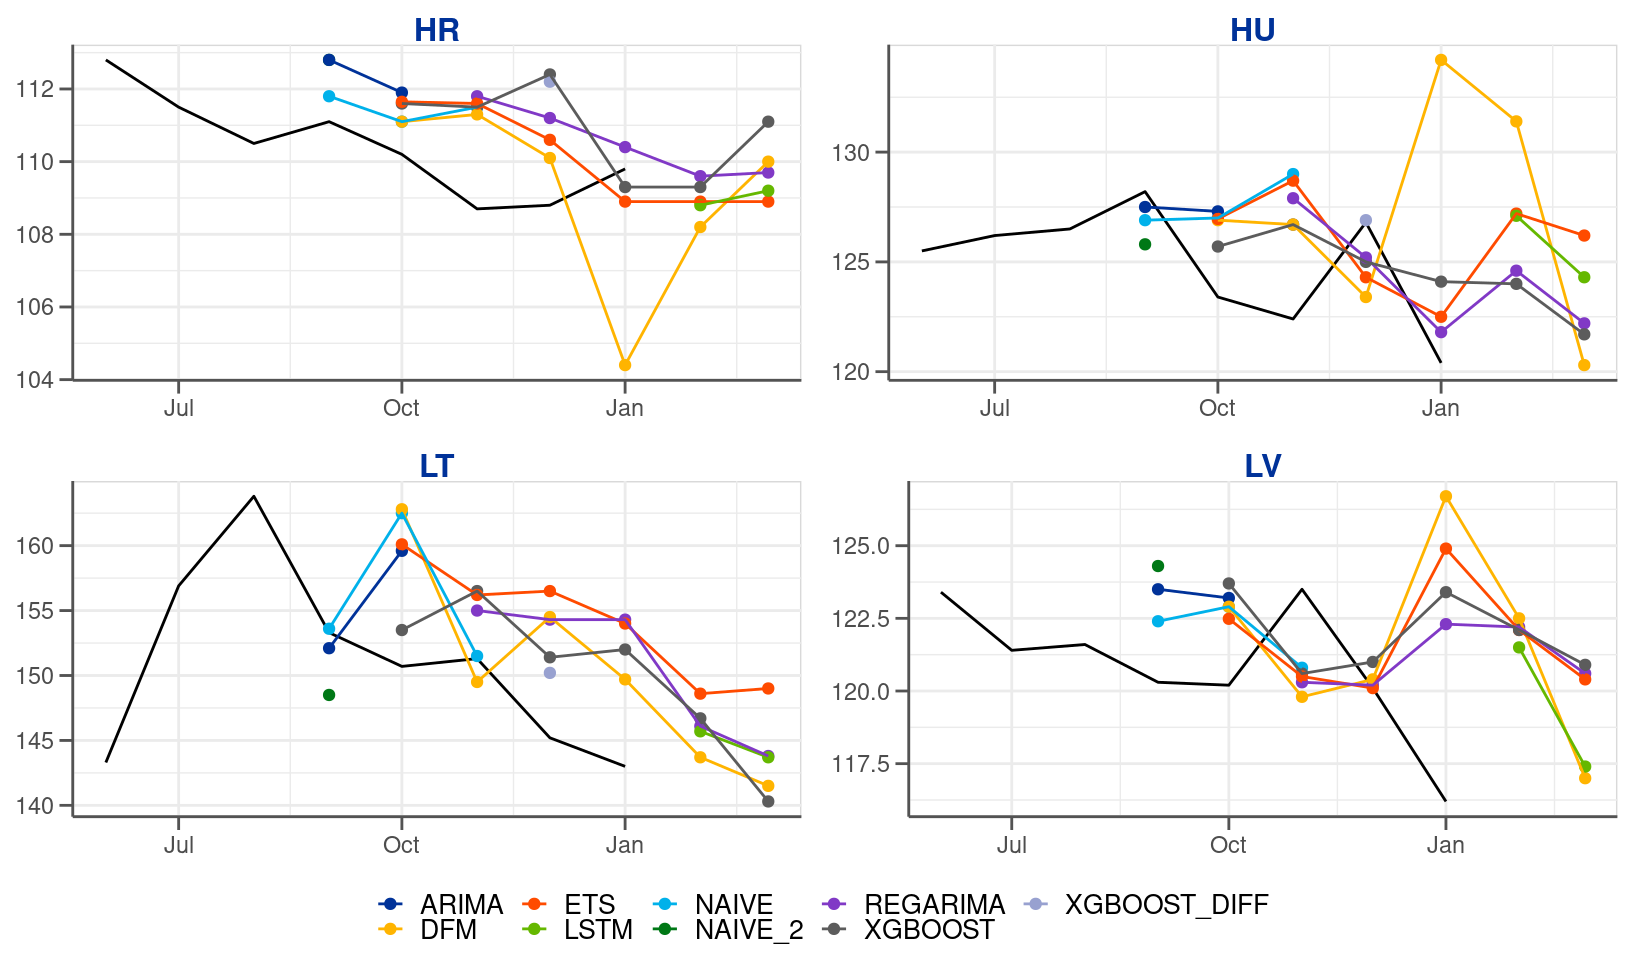 HR
HU
112
110
108
106
104
Jul
Oct
Jan
130
125
120
Jul
Oct
Jan
LT
LV
160
155
150
145
140
Jul
Oct
Jan
125.0
122.5
120.0
117.5
Jul
Oct
Jan
ARIMA ETS NAIVE REGARIMA XGBOOST_DIFF
DFM LSTM NAIVE_2 XGBOOST